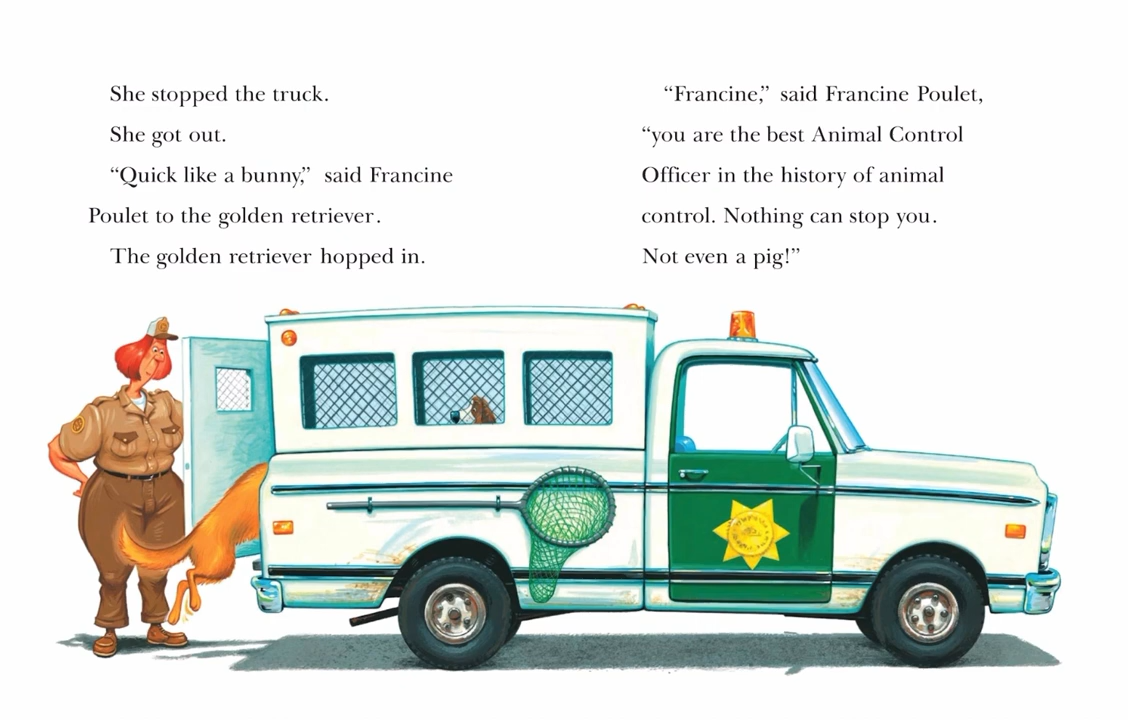 She stopped the truck.
She got out.
“Quick like a bunny,” said Francine
Poulet to the golden retriever.
The golden retriever hopped in.
“Francine,” said Francine Poulet,
“you are the best Animal Control
Officer in the history of animal
control. Nothing can stop you.
Not even a pig!”